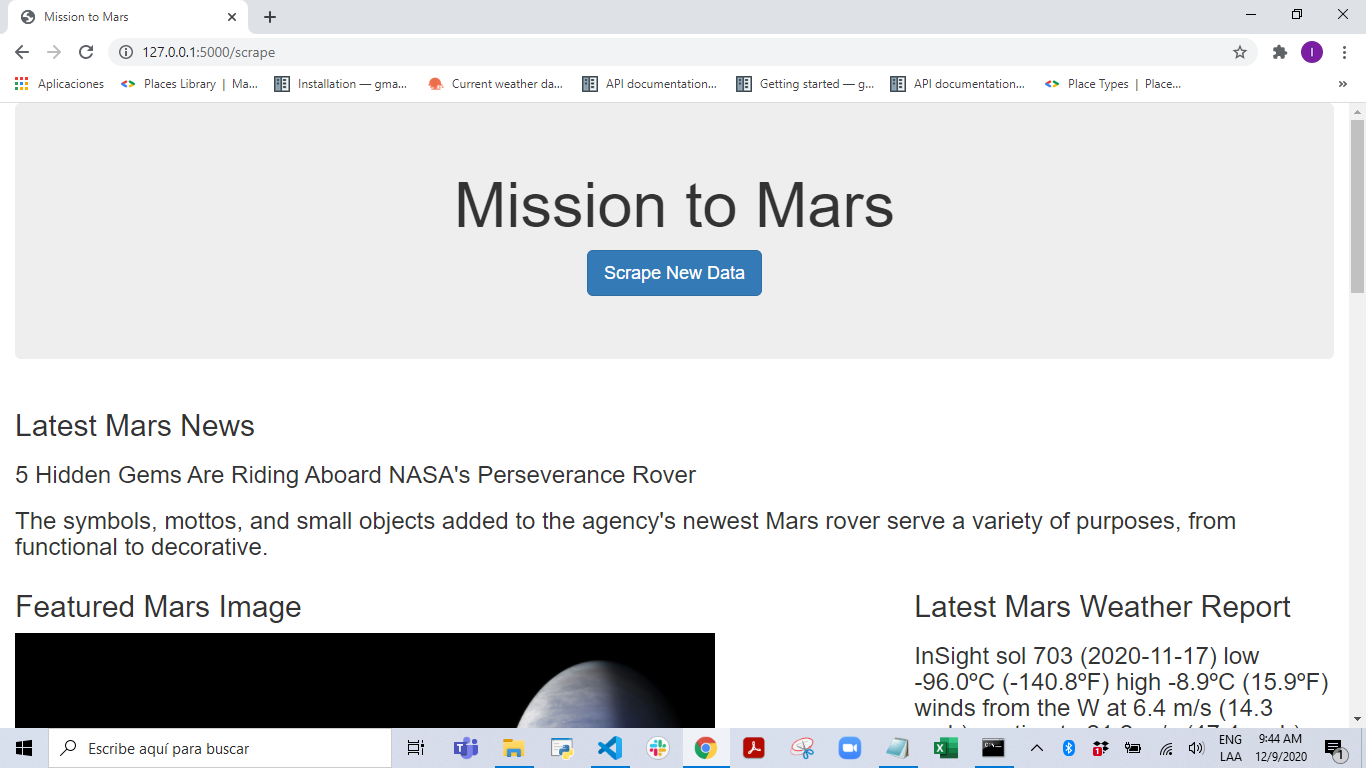 Mission to Mars
127.0.0.1:5000/scrape
I
Aplicaciones
Places Library | Ma...
Installation — gma...
Current weather da...
API documentation...
Getting started — g...
API documentation...
Place Types | Place...
Mission to Mars
Scrape New Data
Latest Mars News
5 Hidden Gems Are Riding Aboard NASA's Perseverance Rover
The symbols, mottos, and small objects added to the agency's newest Mars rover serve a variety of purposes, from
functional to decorative.
Featured Mars Image
Latest Mars Weather Report
InSight sol 703 (2020-11-17) low
-96.0ºC (-140.8ºF) high -8.9ºC (15.9ºF)
winds from the W at 6.4 m/s (14.3
Escribe aquí para buscar
ENG
LAA
9:44 AM
12/9/2020
1